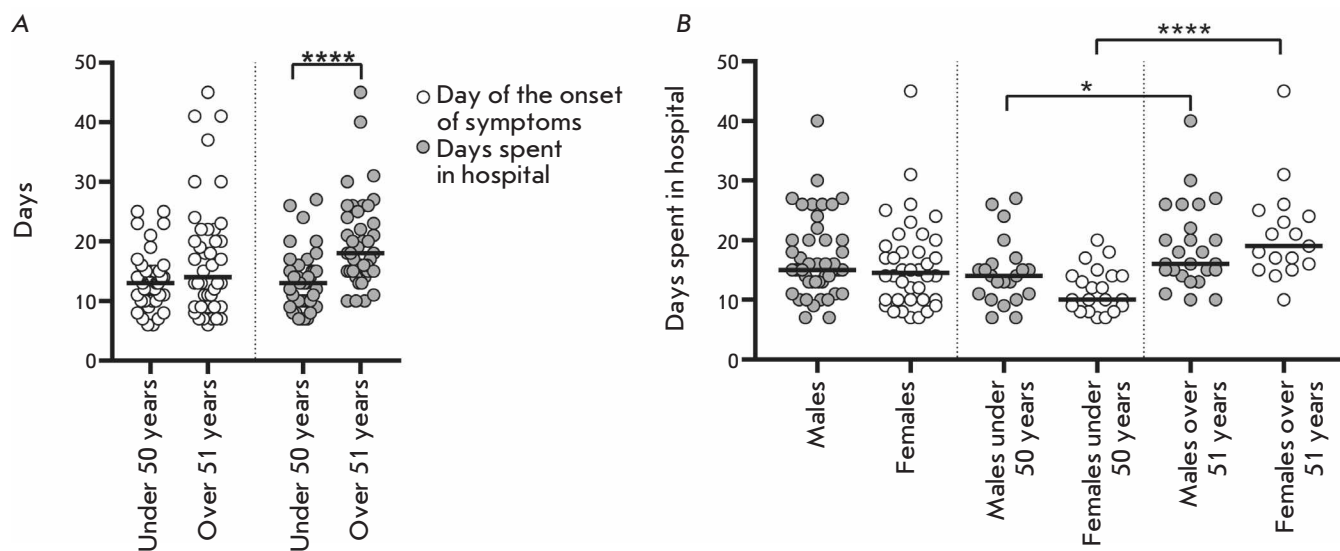 A
Days
50
40
30
20
10
0
****
Under 50 years
Over 51 years
Under 50 years
Over 51 years
Day of the onset
of symptoms
Days spent
in hospital
B
Days spent in hospital
50
40
30
20
10
0
****
*
Males
Females
Males under
50 years
Females under
50 years
Males over
51 years
Females over
51 years